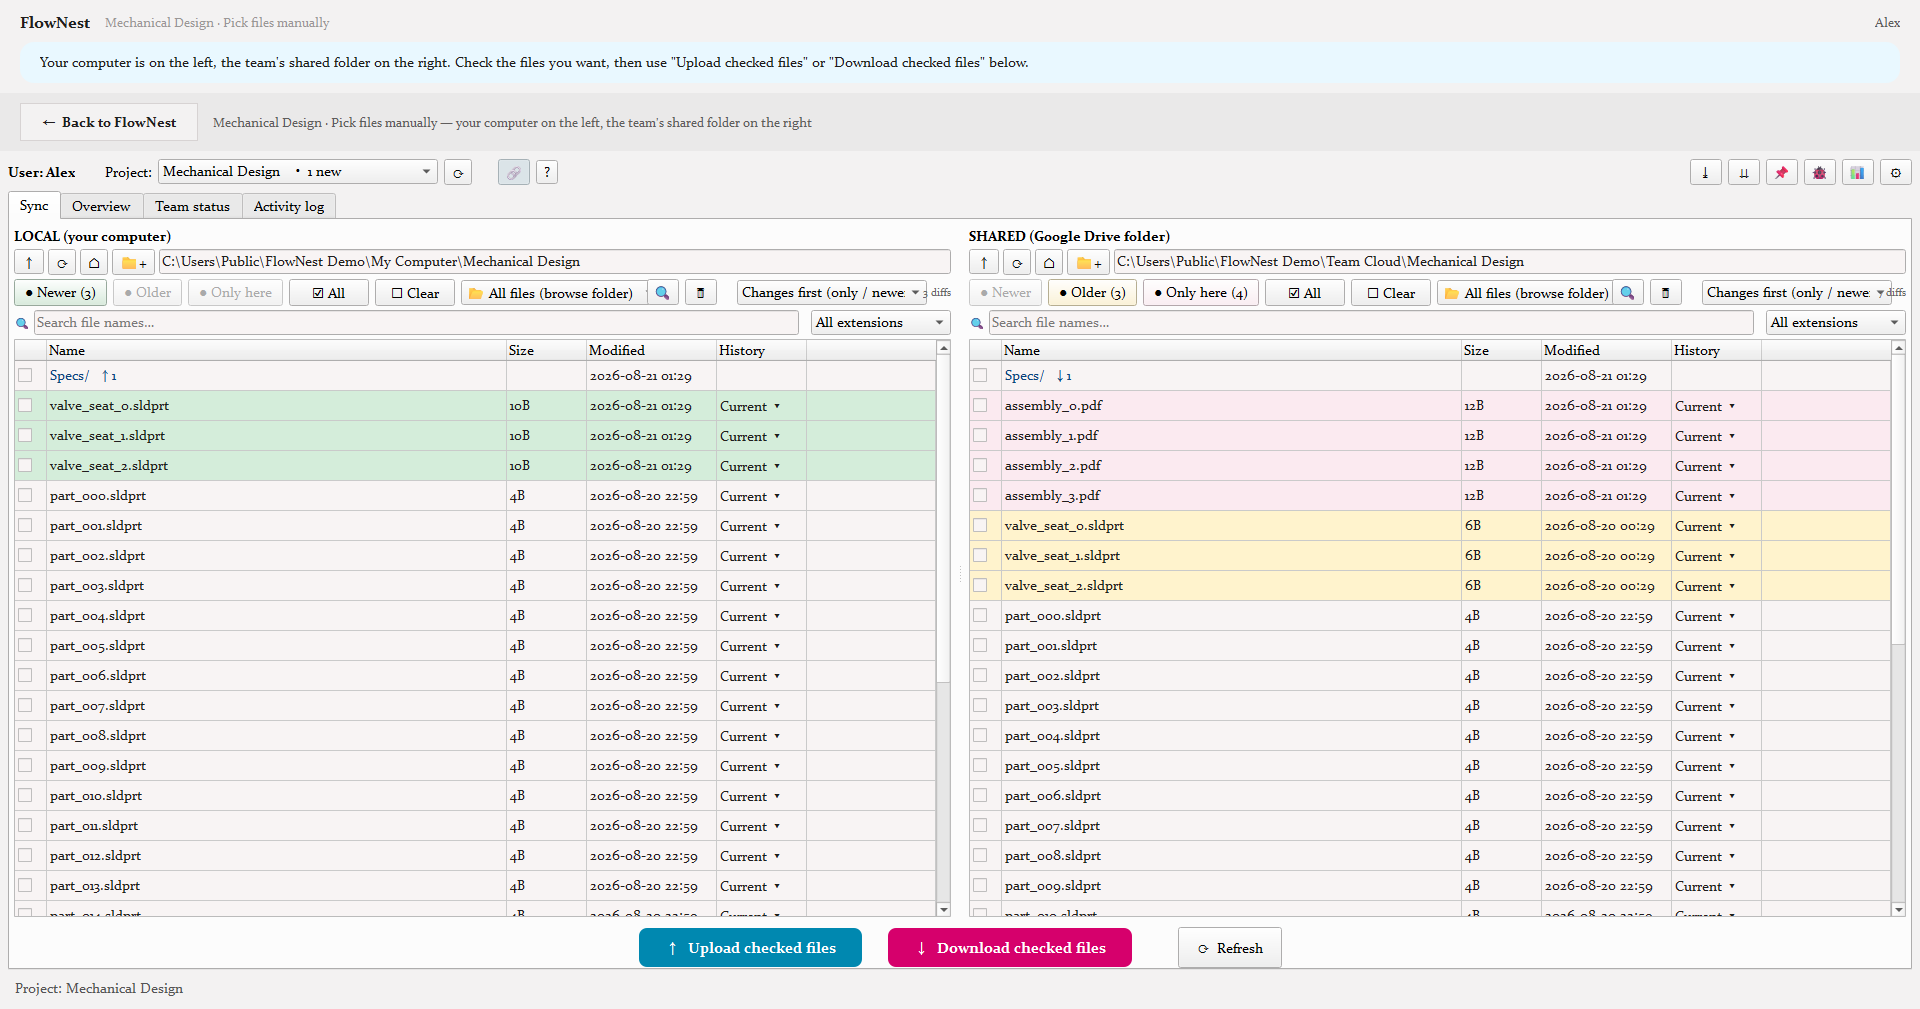 FlowNest Mechanical Design · Pick files manually Alex
Your computer is on the left, the team's shared folder on the right. Check the files you want, then use "Upload checked files" or "Download checked files" below.
← Back to FlowNest Mechanical Design · Pick files manually — your computer on the left, the team's shared folder on the right
User: Alex Project: Mechanical Design • 1 new ?
Sync Overview Team status Activity log
LOCAL (your computer)
C:\Users\Public\FlowNest Demo\My Computer\Mechanical Design
● Newer (3) ● Older ● Only here ☑ All ☐ Clear All files (browse folder) Changes first (only / newe 3 diffs
Search file names... All extensions
Name Size Modified History
Specs/ ↑1 2026-08-21 01:29
valve_seat_0.sldprt 10B 2026-08-21 01:29 Current
valve_seat_1.sldprt 10B 2026-08-21 01:29 Current
valve_seat_2.sldprt 10B 2026-08-21 01:29 Current
part_000.sldprt 4B 2026-08-20 22:59 Current
part_001.sldprt 4B 2026-08-20 22:59 Current
part_002.sldprt 4B 2026-08-20 22:59 Current
part_003.sldprt 4B 2026-08-20 22:59 Current
part_004.sldprt 4B 2026-08-20 22:59 Current
part_005.sldprt 4B 2026-08-20 22:59 Current
part_006.sldprt 4B 2026-08-20 22:59 Current
part_007.sldprt 4B 2026-08-20 22:59 Current
part_008.sldprt 4B 2026-08-20 22:59 Current
part_009.sldprt 4B 2026-08-20 22:59 Current
part_010.sldprt 4B 2026-08-20 22:59 Current
part_011.sldprt 4B 2026-08-20 22:59 Current
part_012.sldprt 4B 2026-08-20 22:59 Current
part_013.sldprt 4B 2026-08-20 22:59 Current
SHARED (Google Drive folder)
C:\Users\Public\FlowNest Demo\Team Cloud\Mechanical Design
● Newer ● Older (3) ● Only here (4) ☑ All ☐ Clear All files (browse folder) Changes first (only / newe diffs
Search file names... All extensions
Name Size Modified History
Specs/ ↓1 2026-08-21 01:29
assembly_0.pdf 12B 2026-08-21 01:29 Current
assembly_1.pdf 12B 2026-08-21 01:29 Current
assembly_2.pdf 12B 2026-08-21 01:29 Current
assembly_3.pdf 12B 2026-08-21 01:29 Current
valve_seat_0.sldprt 6B 2026-08-20 00:29 Current
valve_seat_1.sldprt 6B 2026-08-20 00:29 Current
valve_seat_2.sldprt 6B 2026-08-20 00:29 Current
part_000.sldprt 4B 2026-08-20 22:59 Current
part_001.sldprt 4B 2026-08-20 22:59 Current
part_002.sldprt 4B 2026-08-20 22:59 Current
part_003.sldprt 4B 2026-08-20 22:59 Current
part_004.sldprt 4B 2026-08-20 22:59 Current
part_005.sldprt 4B 2026-08-20 22:59 Current
part_006.sldprt 4B 2026-08-20 22:59 Current
part_007.sldprt 4B 2026-08-20 22:59 Current
part_008.sldprt 4B 2026-08-20 22:59 Current
part_009.sldprt 4B 2026-08-20 22:59 Current
↑ Upload checked files ↓ Download checked files Refresh
Project: Mechanical Design